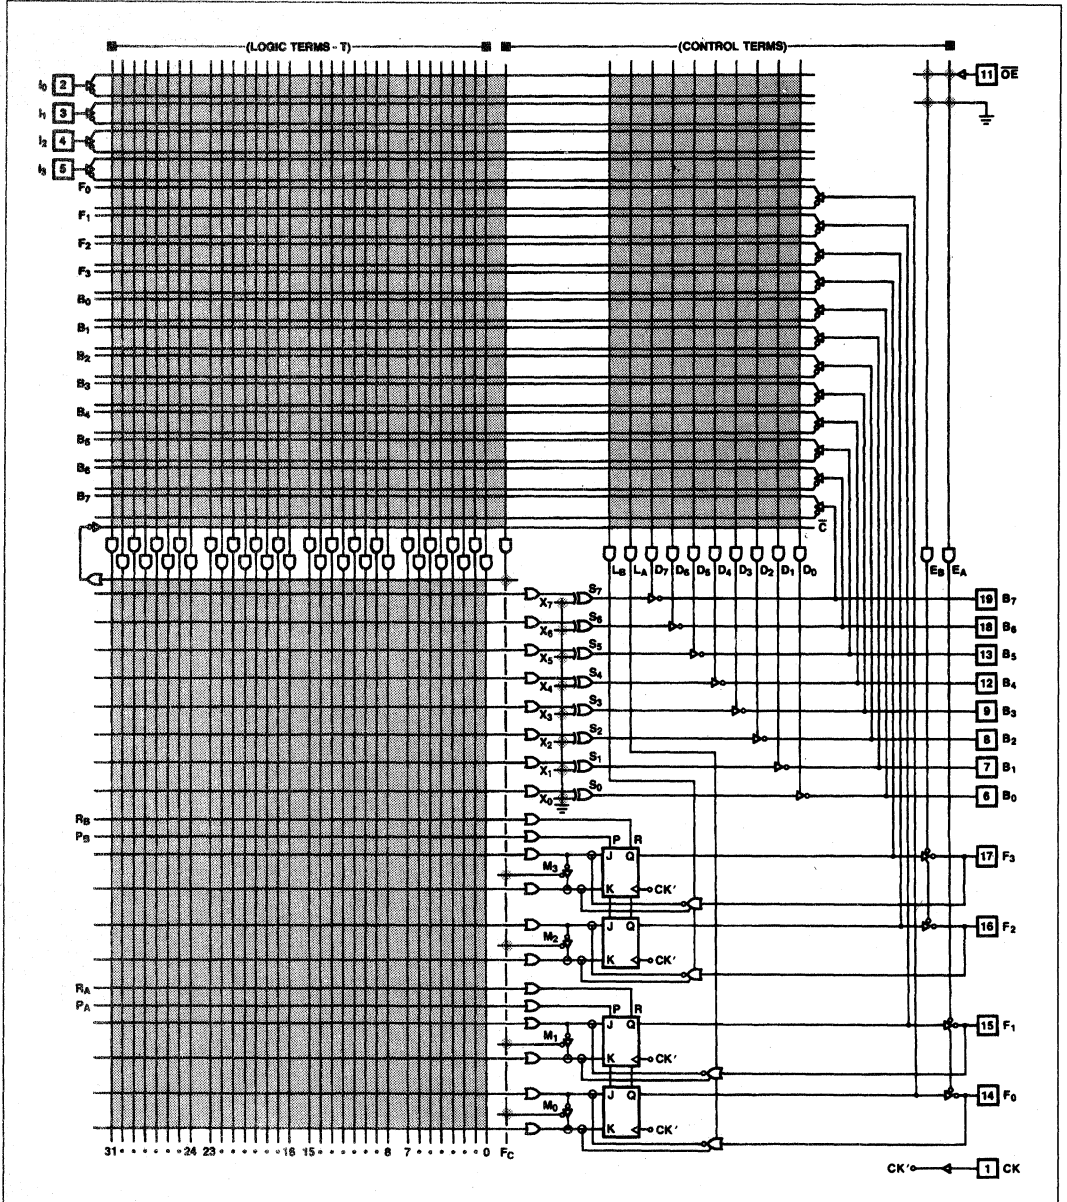 (LOGIC TERMS - T) (CONTROL TERMS)
I0 2
11 OE
I1 3
I2 4
I3 5
F0
F1
F2
F3
B0
B1
B2
B3
B4
B5
B6
B7
C
LB LA D7 D6 D5 D4 D3 D2 D1 D0 EB EA
X7 S7 19 B7
X6 S6 18 B6
X5 S5 13 B5
X4 S4 12 B4
X3 S3 9 B3
X2 S2 8 B2
X1 S1 7 B1
X0 S0 6 B0
RB
PB P R
J Q 17 F3
M3
K CK'
J Q 16 F2
M2
K CK'
RA
PA P R
J Q 15 F1
M1
K CK'
J Q 14 F0
M0
K CK'
31 24 23 16 15 8 7 0 FC
CK' 1 CK